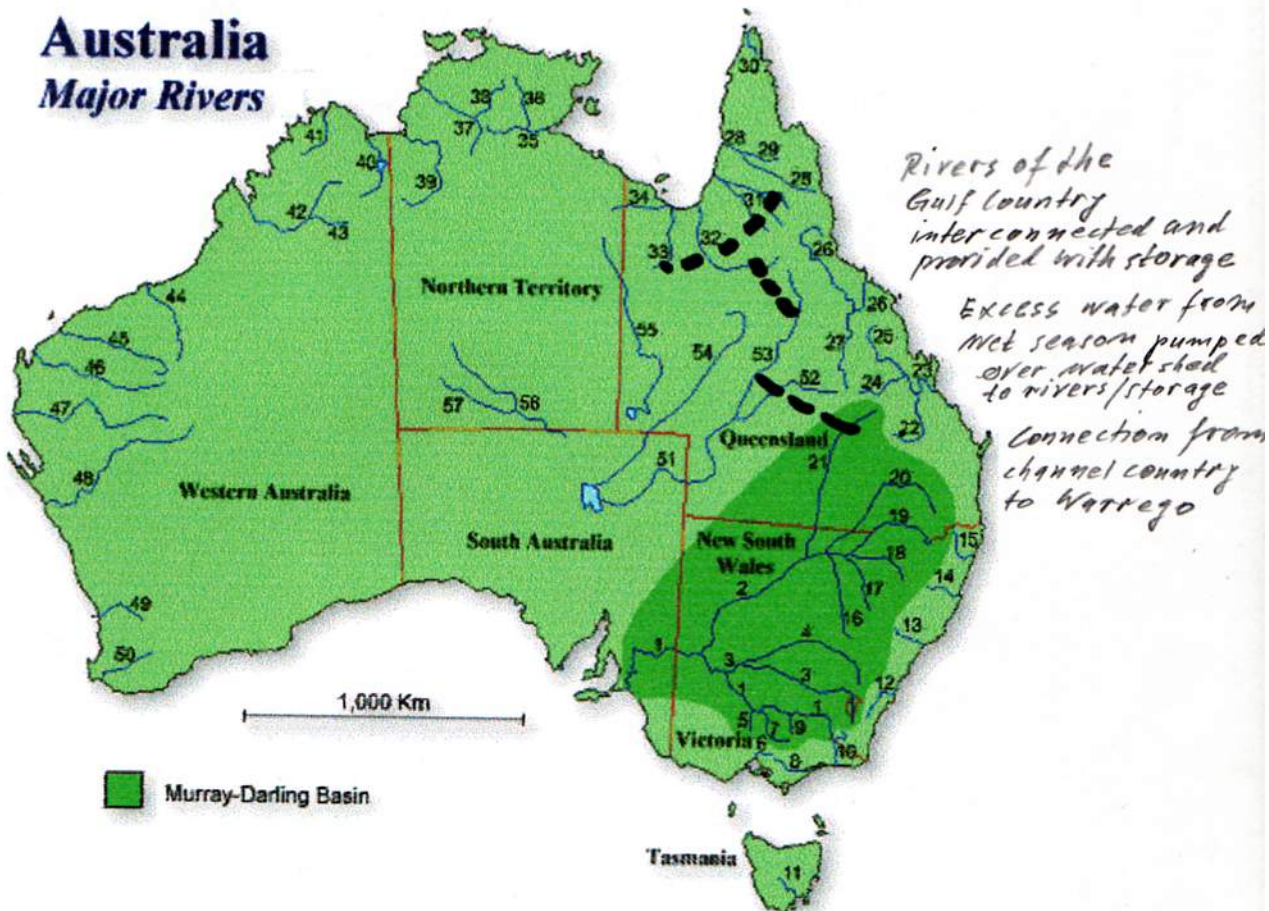 Australia
Major Rivers
30
41
38
36
37
35
40
39
28
29
28
42
43
34
31
33
32
26
Rivers of the
Gulf Country
interconnected and
provided with storage
Northern Territory
44
45
46
55
54
53
27
26
25
Excess water from
wet season pumped
over watershed
to rivers/storage
52
24
23
22
47
57
56
48
51
Queensland
21
20
Connection from
channel country
to Warrego
Western Australia
South Australia
New South
Wales
19
18
15
17
14
2
16
13
49
50
4
1
3
3
12
1
1
5
7
9
Victoria
6
8
10
1,000 Km
Murray-Darling Basin
Tasmania
11